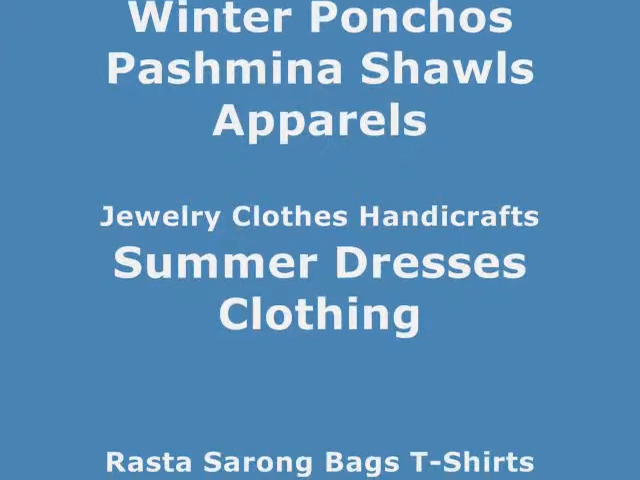 Winter Ponchos
Pashmina Shawls
Apparels
Jewelry Clothes Handicrafts
Summer Dresses
Clothing
Rasta Sarong Bags T-Shirts